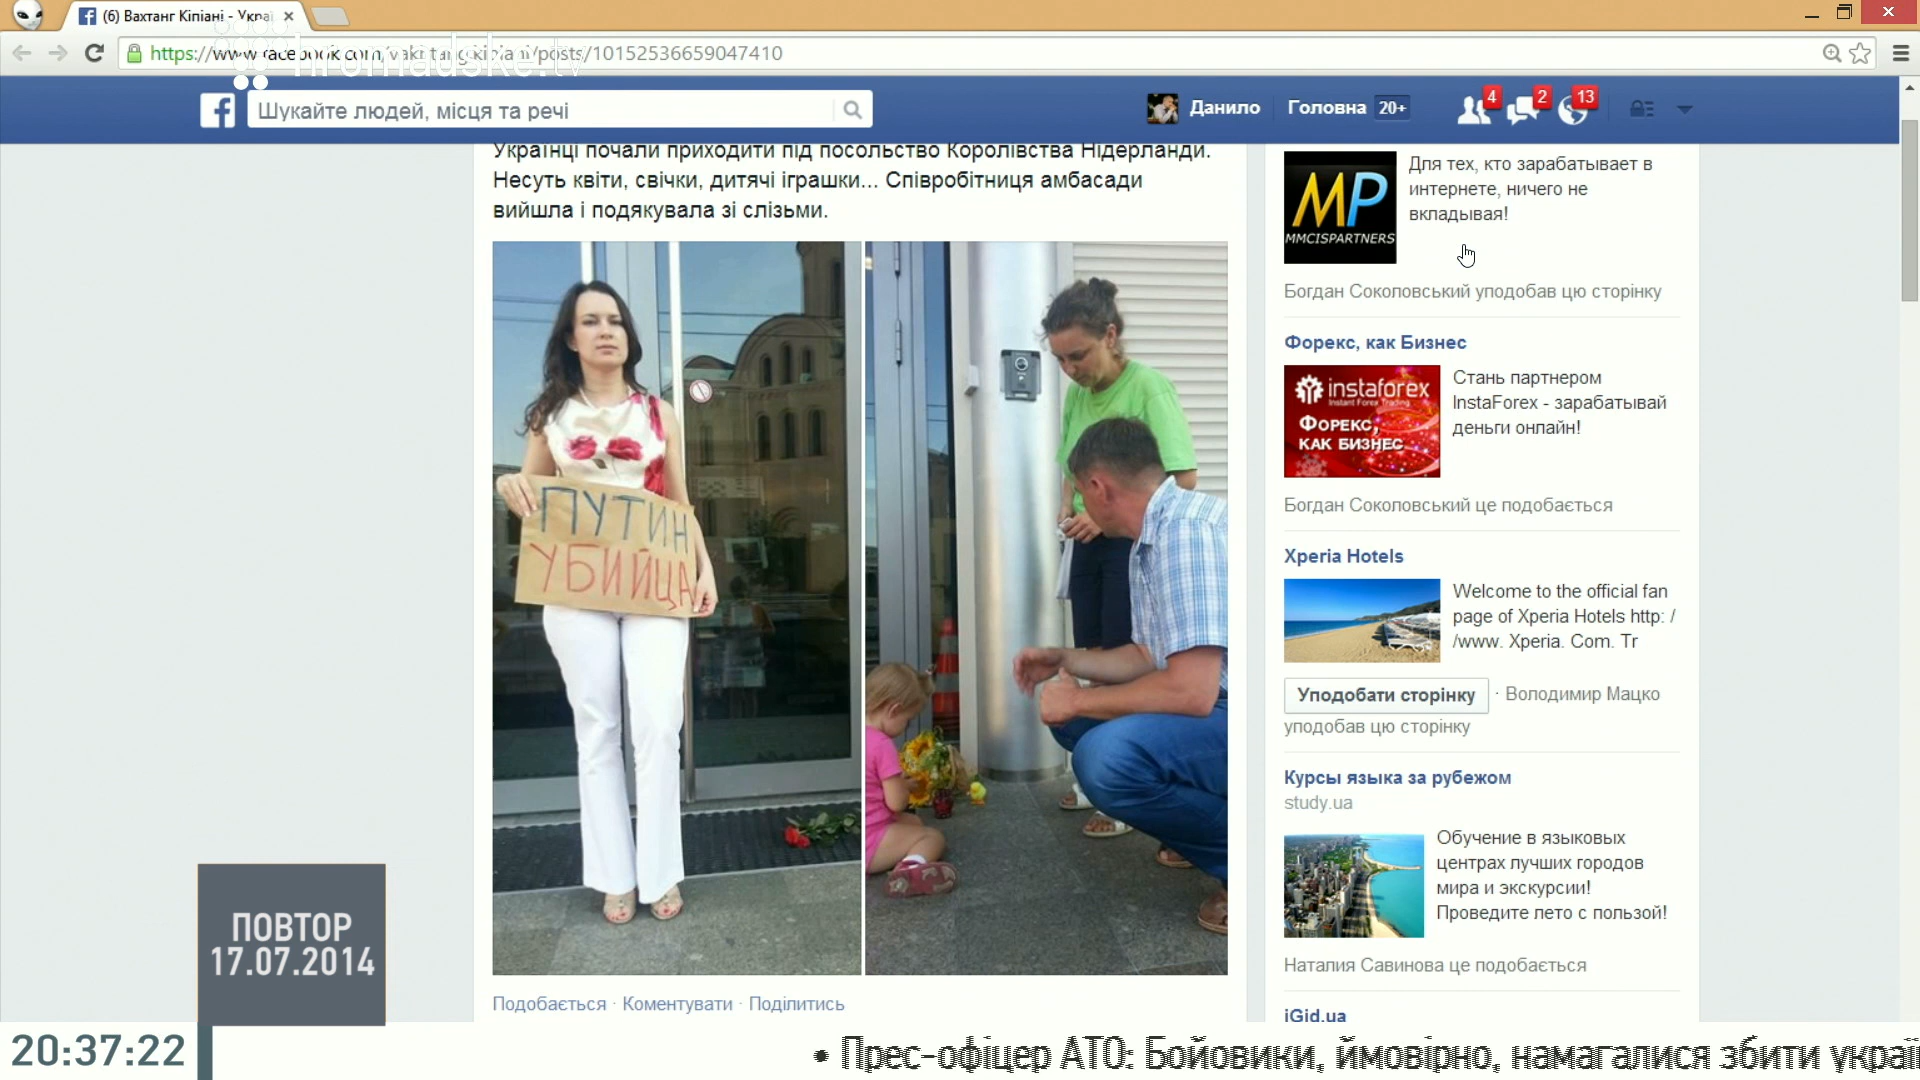 (6) Вахтанг Кіпіані - Украї
https://www.facebook.com/vakhtang.kipiani/posts/10152536659047410
hromadske.tv
Шукайте людей, місця та речі
Данило
Головна 20+
4
2
13
Українці почали приходити під посольство Королівства Нідерланди.
Несуть квіти, свічки, дитячі іграшки... Співробітниця амбасади
вийшла і подякувала зі слізьми.
ПУТИН
УБИЙЦА
Подобається · Коментувати · Поділитись
MP
MMCISPARTNERS
Для тех, кто зарабатывает в
интернете, ничего не
вкладывая!
Богдан Соколовський уподобав цю сторінку
Форекс, как Бизнес
instaforex
Instant Forex Trading
Форекс,
как бизнес
Стань партнером
InstaForex - зарабатывай
деньги онлайн!
Богдан Соколовський це подобається
Xperia Hotels
Welcome to the official fan
page of Xperia Hotels http: /
/www. Xperia. Com. Tr
Уподобати сторінку · Володимир Мацко
уподобав цю сторінку
Курсы языка за рубежом
study.ua
Обучение в языковых
центрах лучших городов
мира и экскурсии!
Проведите лето с пользой!
Наталия Савинова це подобається
iGid.ua
ПОВТОР
17.07.2014
20:37:22
• Прес-офіцер АТО: Бойовики, ймовірно, намагалися збити украї